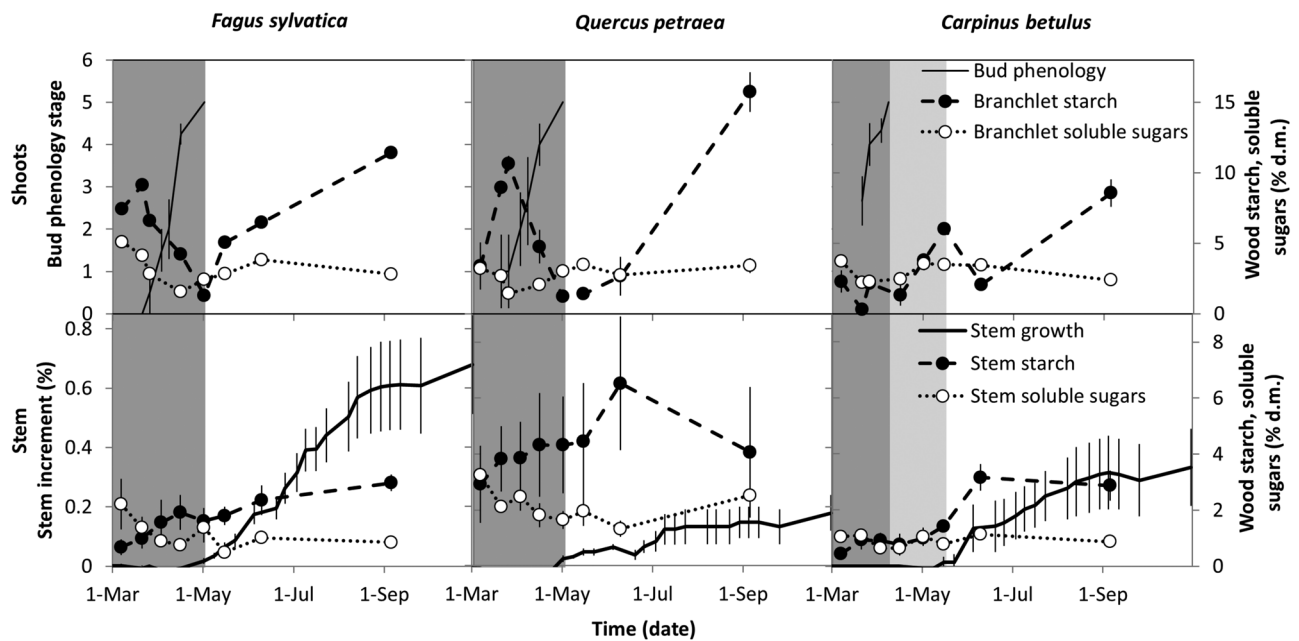 Fagus sylvatica
Quercus petraea
Carpinus betulus
Shoots
Bud phenology stage
6
5
4
3
2
1
0
Bud phenology
Branchlet starch
Branchlet soluble sugars
15
10
5
0
Wood starch, soluble
sugars (% d.m.)
Stem
Stem increment (%)
0.8
0.6
0.4
0.2
0
Stem growth
Stem starch
Stem soluble sugars
8
6
4
2
0
Wood starch, soluble
sugars (% d.m.)
1-Mar 1-May 1-Jul 1-Sep 1-Mar 1-May 1-Jul 1-Sep 1-Mar 1-May 1-Jul 1-Sep
Time (date)